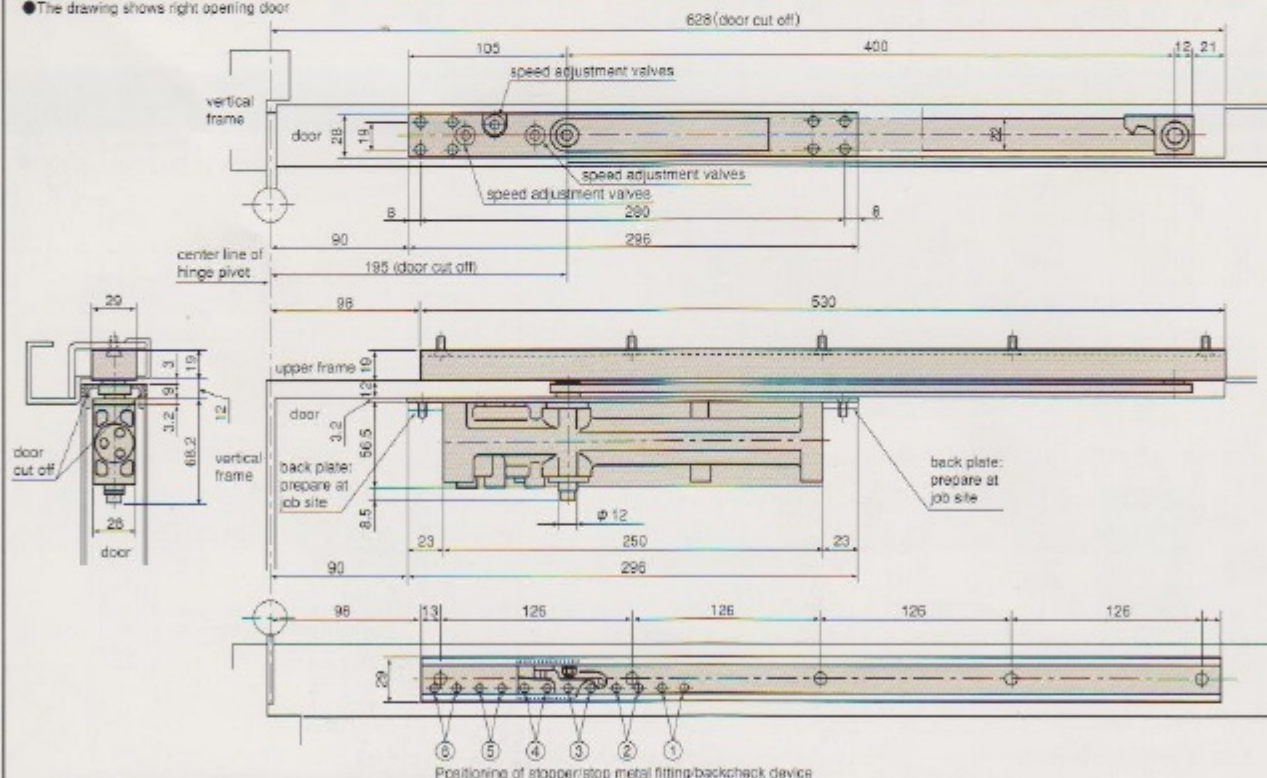 ●The drawing shows right opening door
628(door cut off)
105
400
12
21
speed adjustment valves
vertical
frame
door
28
19
22
speed adjustment valves
speed adjustment valves
8
280
8
90
296
center line of
hinge pivot
195 (door cut off)
29
98
530
3
19
upper frame
19
9
12
12
door
3.2
3.2
68.2
56.5
door
cut off
vertical
frame
back plate:
prepare at
job site
back plate:
prepare at
job site
8.5
φ12
28
door
23
250
23
90
296
98
13
126
126
126
126
29
⑥
⑤
④
③
②
①
Positioning of stopper/stop metal fitting/backcheck device